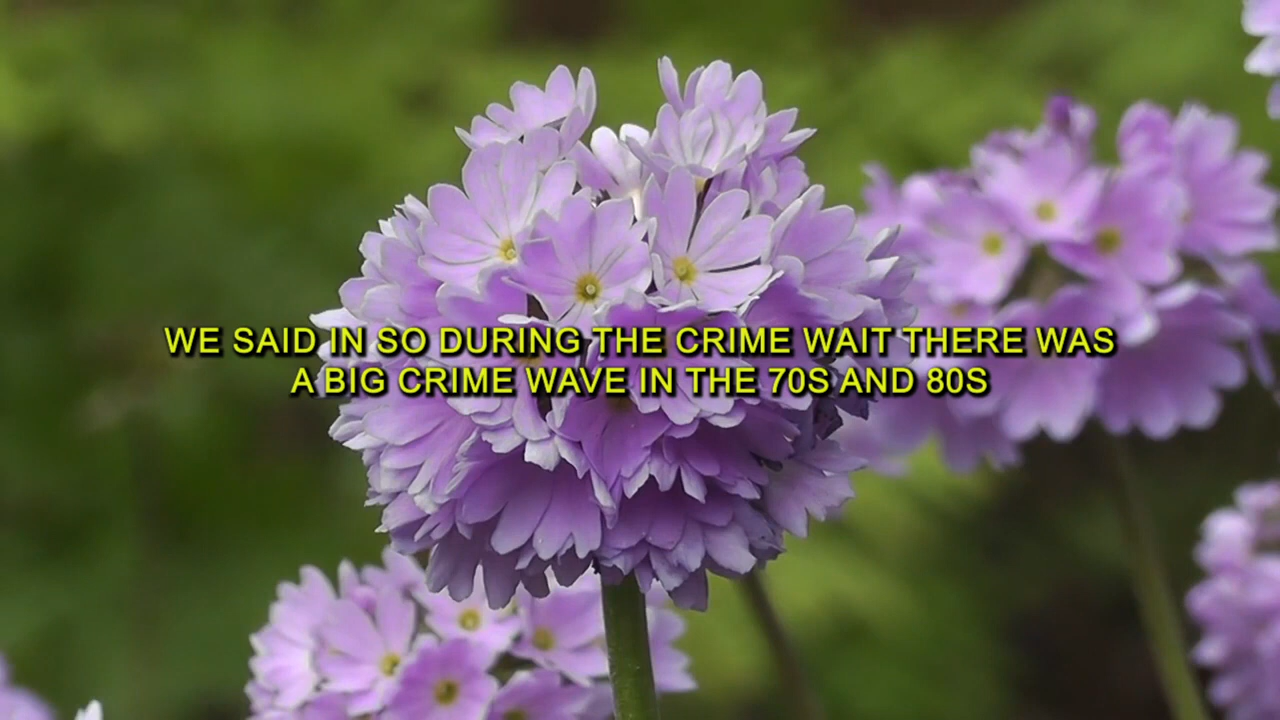 WE SAID IN SO DURING THE CRIME WAIT THERE WAS
A BIG CRIME WAVE IN THE 70S AND 80S